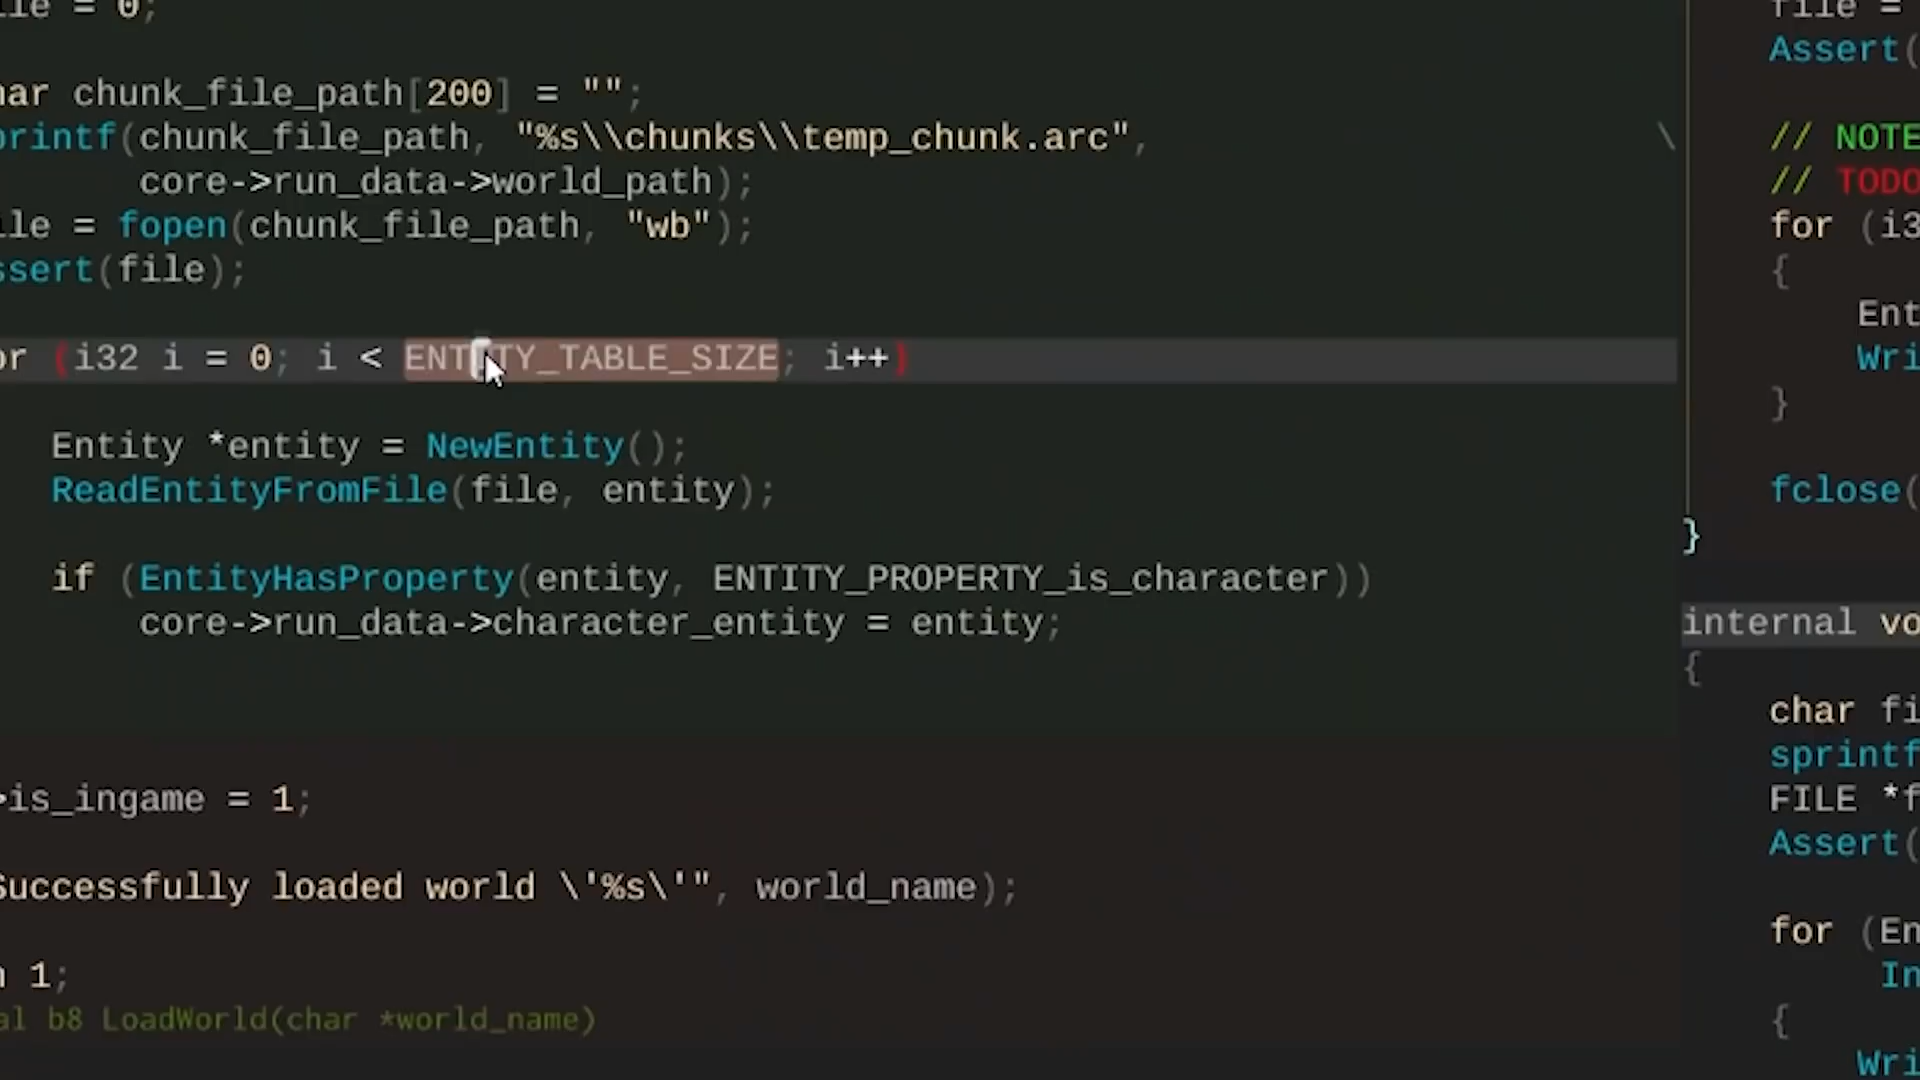 ile = 0;
har chunk_file_path[200] = "";
printf(chunk_file_path, "%s\\chunks\\temp_chunk.arc", \
core->run_data->world_path);
ile = fopen(chunk_file_path, "wb");
ssert(file);
or (i32 i = 0; i < ENTITY_TABLE_SIZE; i++)
Entity *entity = NewEntity();
ReadEntityFromFile(file, entity);
if (EntityHasProperty(entity, ENTITY_PROPERTY_is_character))
core->run_data->character_entity = entity;
>is_ingame = 1;
Successfully loaded world \'%s\'", world_name);
n 1;
al b8 LoadWorld(char *world_name)
file =
Assert(
// NOTE
// TODO
for (i3
{
Ent
Wri
}
fclose(
}
internal vo
{
char fi
sprintf
FILE *f
Assert(
for (En
In
{
Wri